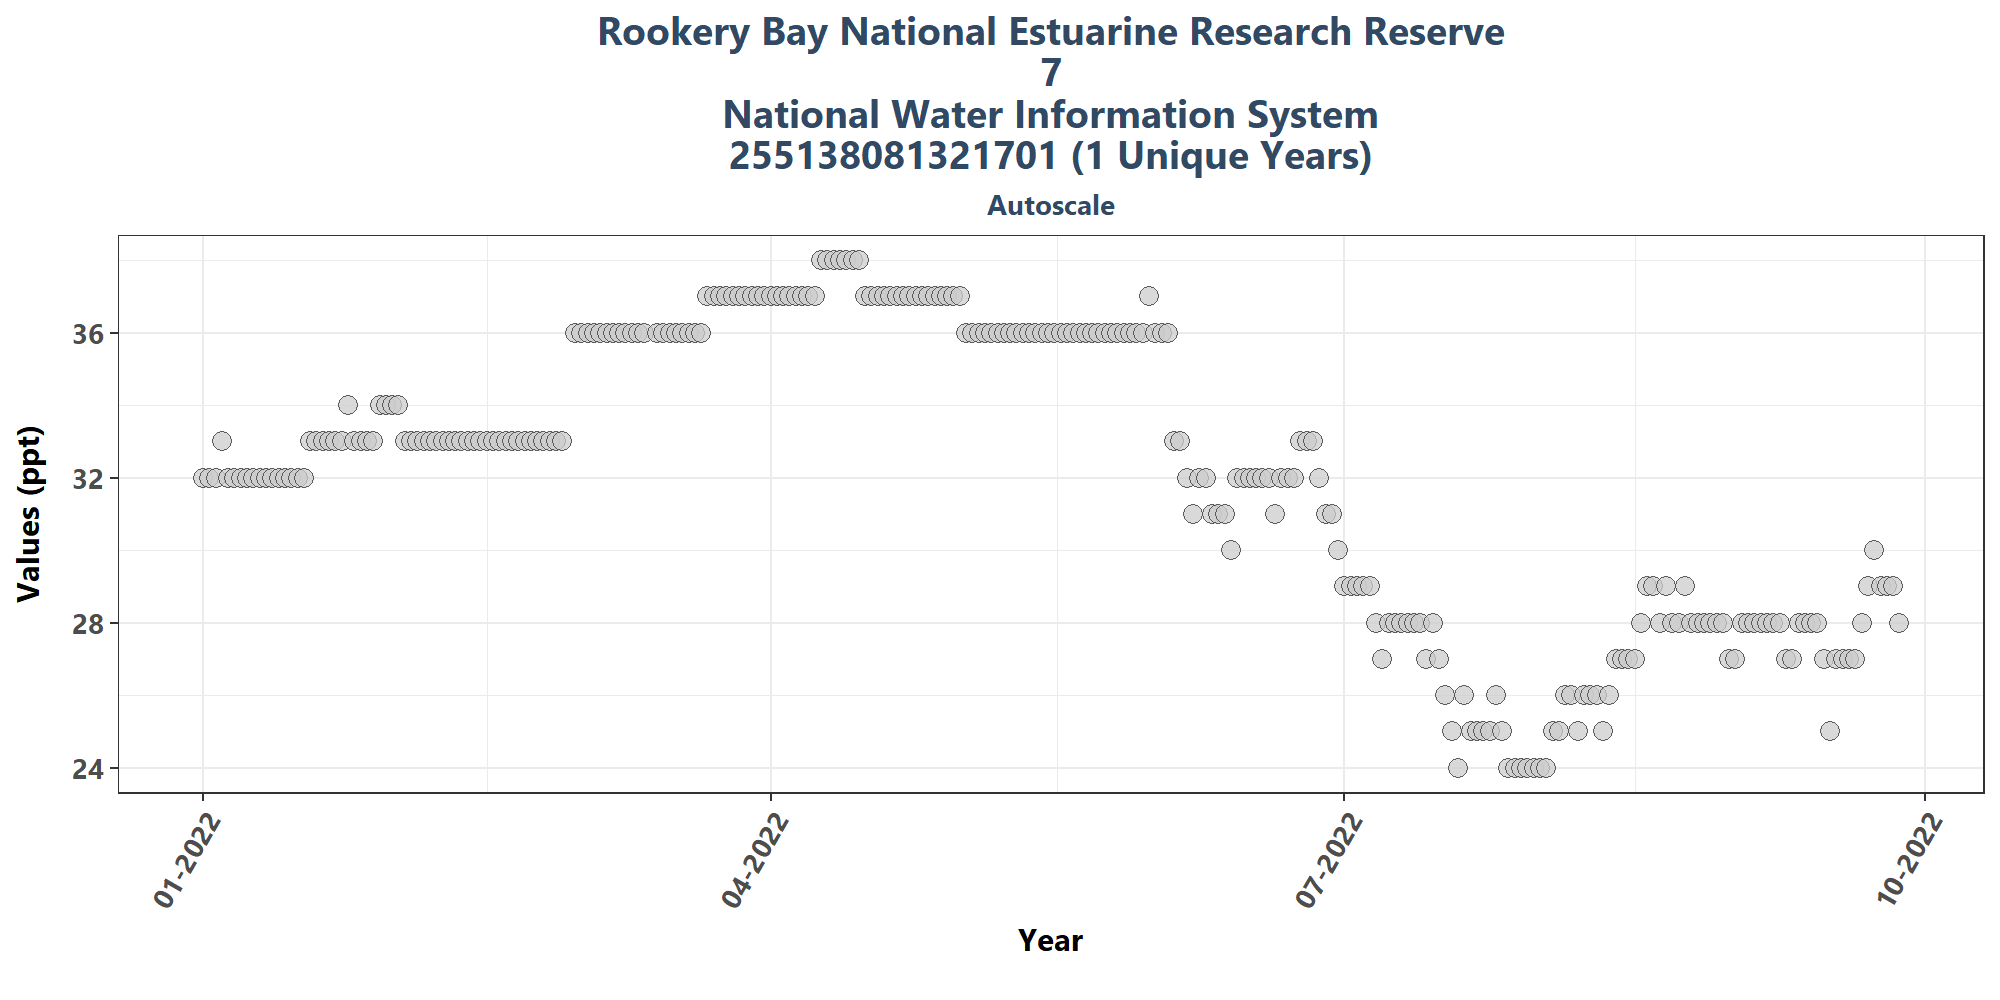 Rookery Bay National Estuarine Research Reserve
7
National Water Information System
255138081321701 (1 Unique Years)
Autoscale
Values (ppt)
36
32
28
24
01-2022
04-2022
07-2022
10-2022
Year